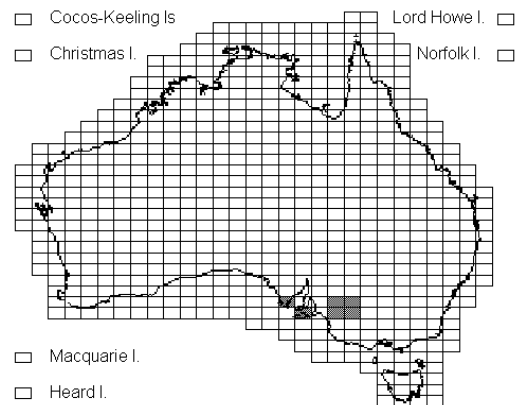 Cocos-Keeling Is
Lord Howe I.
Christmas I.
Norfolk I.
Macquarie I.
Heard I.